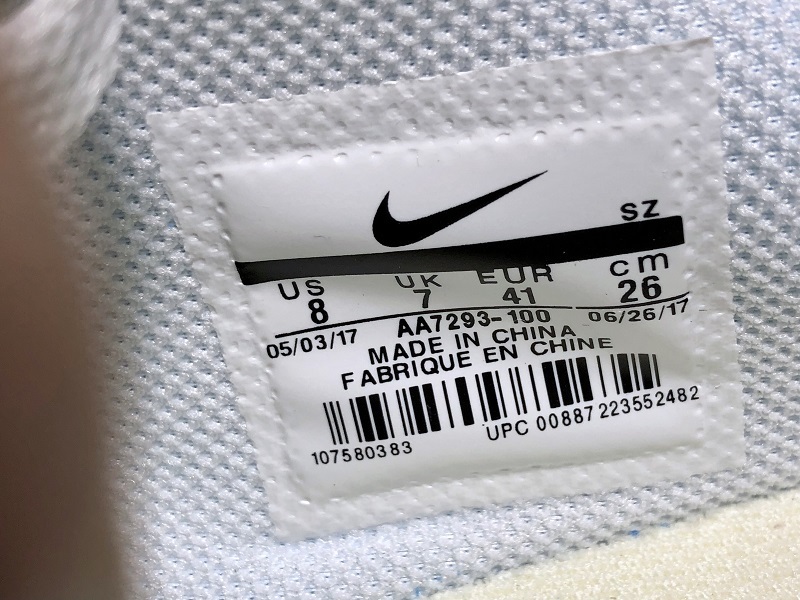 SZ
US UK EUR cm
8 7 41 26
05/03/17 AA7293-100 06/26/17
MADE IN CHINA
FABRIQUE EN CHINE
107580383 UPC 00887223552482